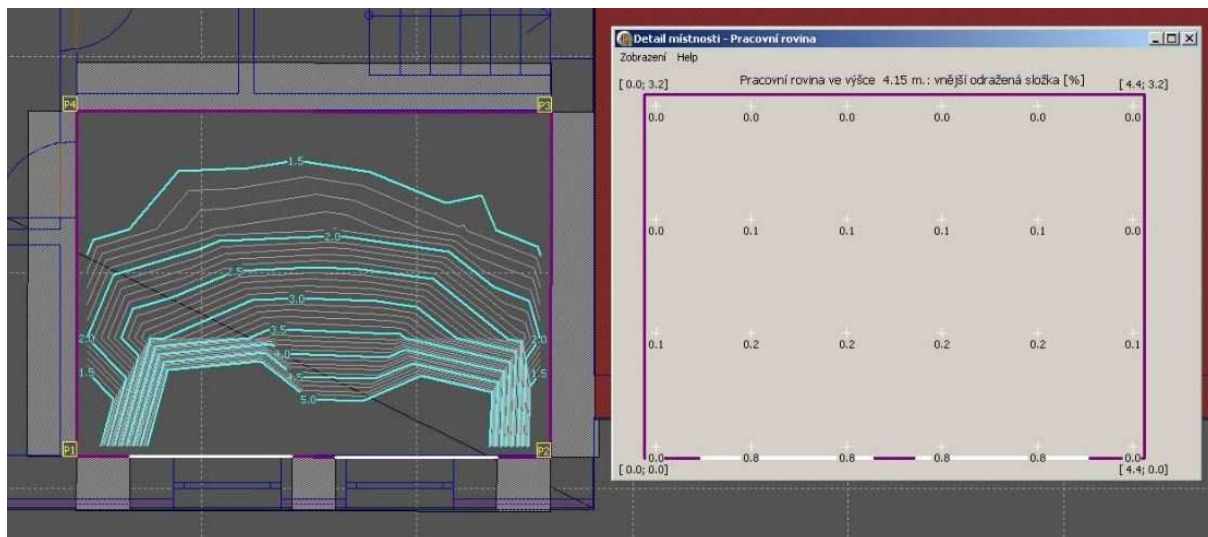 P4
P3
1.5
2.0
2.5
3.0
3.5
2.0
2.0
4.0
1.5
4.5
1.5
5.0
P1
P2
Detail místnosti - Pracovní rovina
Zobrazení Help
Pracovní rovina ve výšce 4.15 m.: vnější odražená složka [%]
[ 0.0; 3.2] [ 4.4; 3.2]
0.0 0.0 0.0 0.0 0.0 0.0
0.0 0.1 0.1 0.1 0.1 0.0
0.1 0.2 0.2 0.2 0.2 0.1
0.0 0.8 0.8 0.8 0.8 0.0
[ 0.0; 0.0] [ 4.4; 0.0]